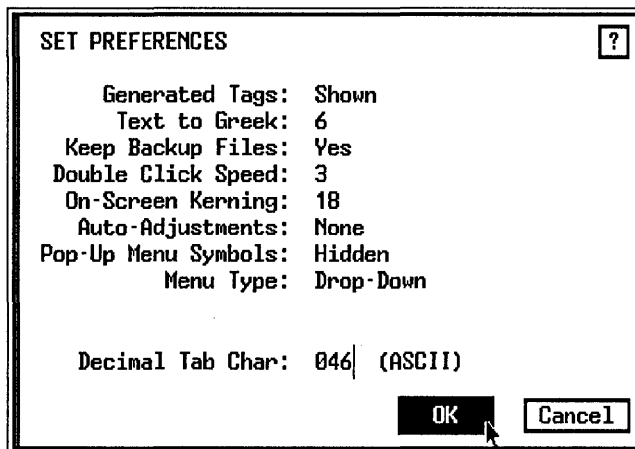 SET PREFERENCES ?
Generated Tags: Shown
Text to Greek: 6
Keep Backup Files: Yes
Double Click Speed: 3
On-Screen Kerning: 18
Auto-Adjustments: None
Pop-Up Menu Symbols: Hidden
Menu Type: Drop-Down
Decimal Tab Char: 046 (ASCII)
OK Cancel